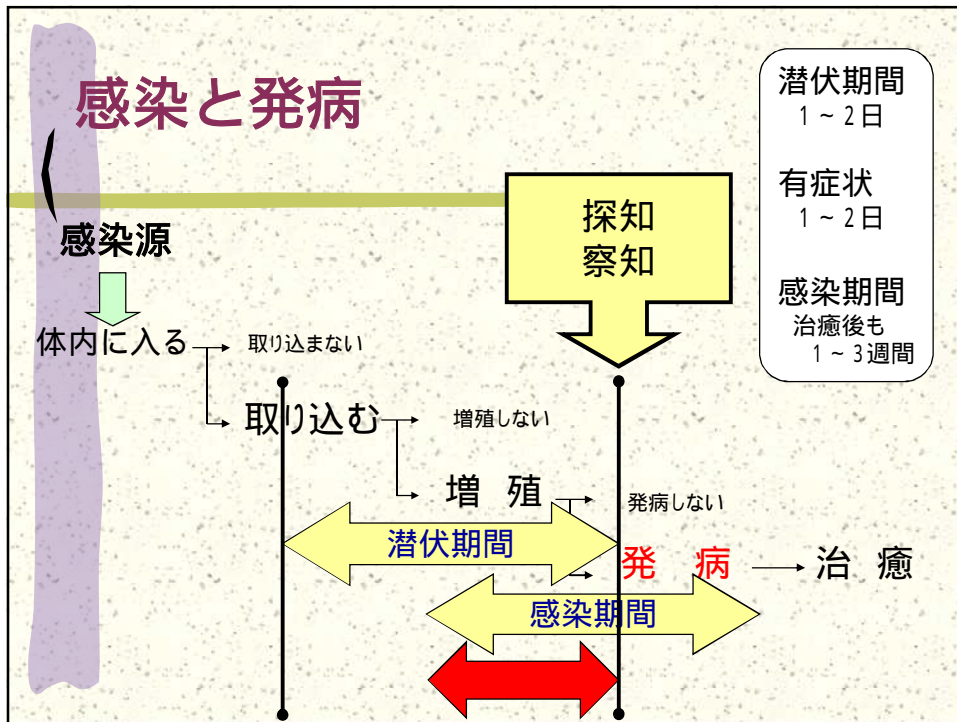 感染と発病
感染源
体内に入る
取り込まない
取り込む
増殖しない
増 殖
発病しない
潜伏期間
発 病
治 癒
感染期間
探知
察知
潜伏期間
1~2日
有症状
1~2日
感染期間
治癒後も
1~3週間